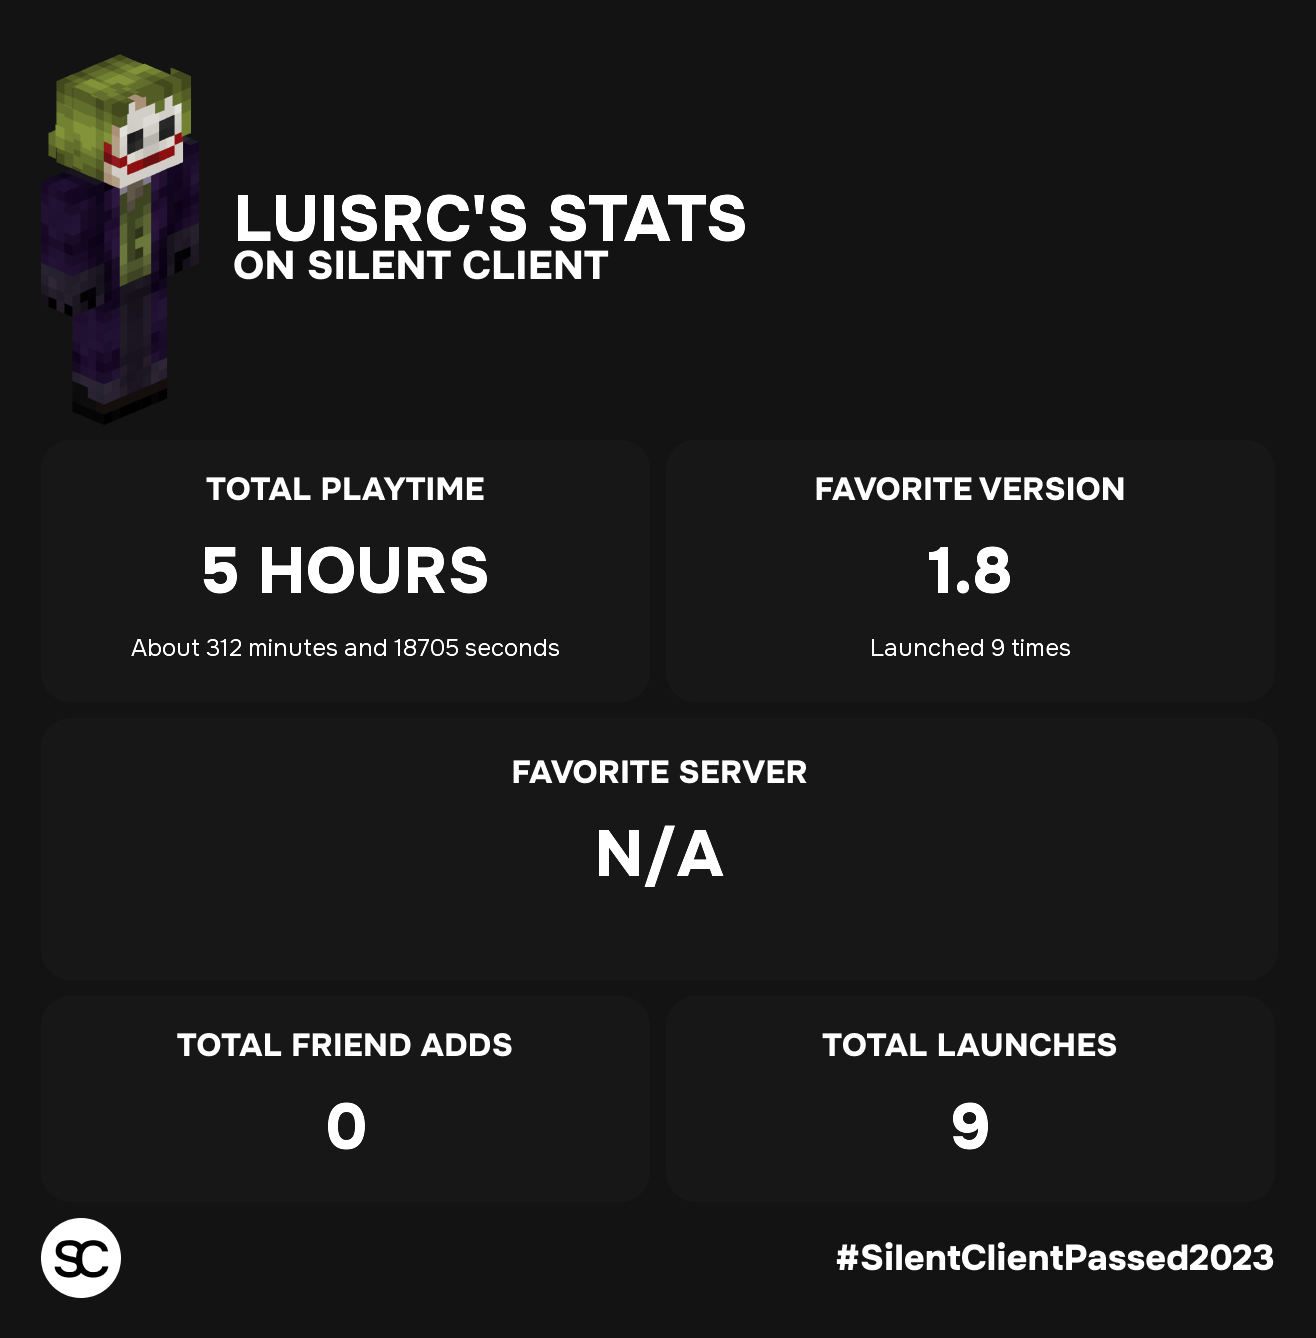 LUISRC'S STATS
ON SILENT CLIENT
TOTAL PLAYTIME
5 HOURS
About 312 minutes and 18705 seconds
FAVORITE VERSION
1.8
Launched 9 times
FAVORITE SERVER
N/A
TOTAL FRIEND ADDS
0
TOTAL LAUNCHES
9
SC
#SilentClientPassed2023